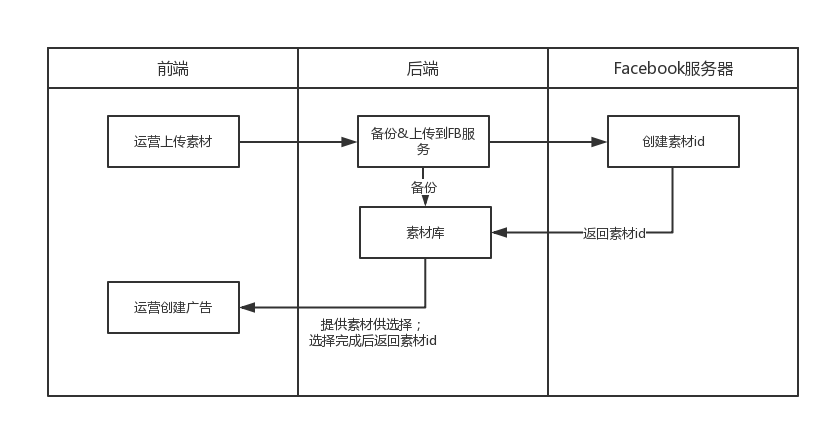 前端
后端
Facebook服务器
运营上传素材
备份&上传到FB服
务
创建素材id
备份
素材库
返回素材id
运营创建广告
提供素材供选择；
选择完成后返回素材id